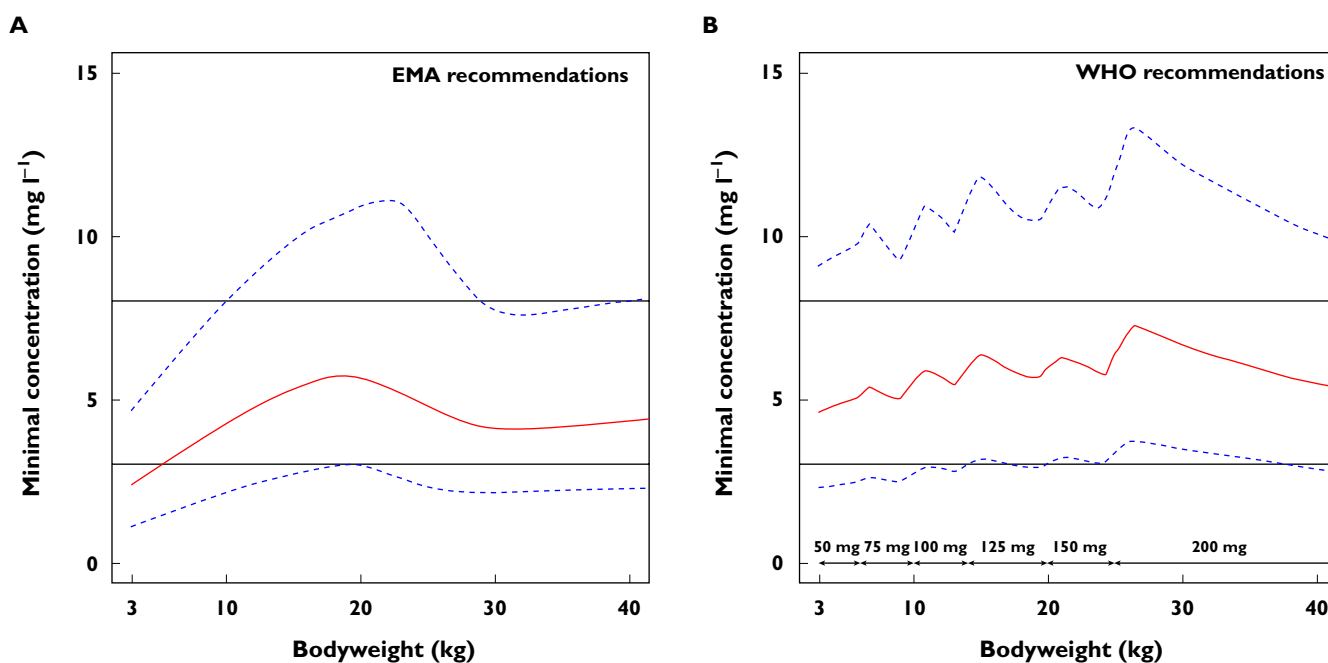 A
EMA recommendations
Minimal concentration (mg l⁻¹)
15
10
5
0
3 10 20 30 40
Bodyweight (kg)
B
WHO recommendations
Minimal concentration (mg l⁻¹)
15
10
5
0
50 mg 75 mg 100 mg 125 mg 150 mg 200 mg
3 10 20 30 40
Bodyweight (kg)